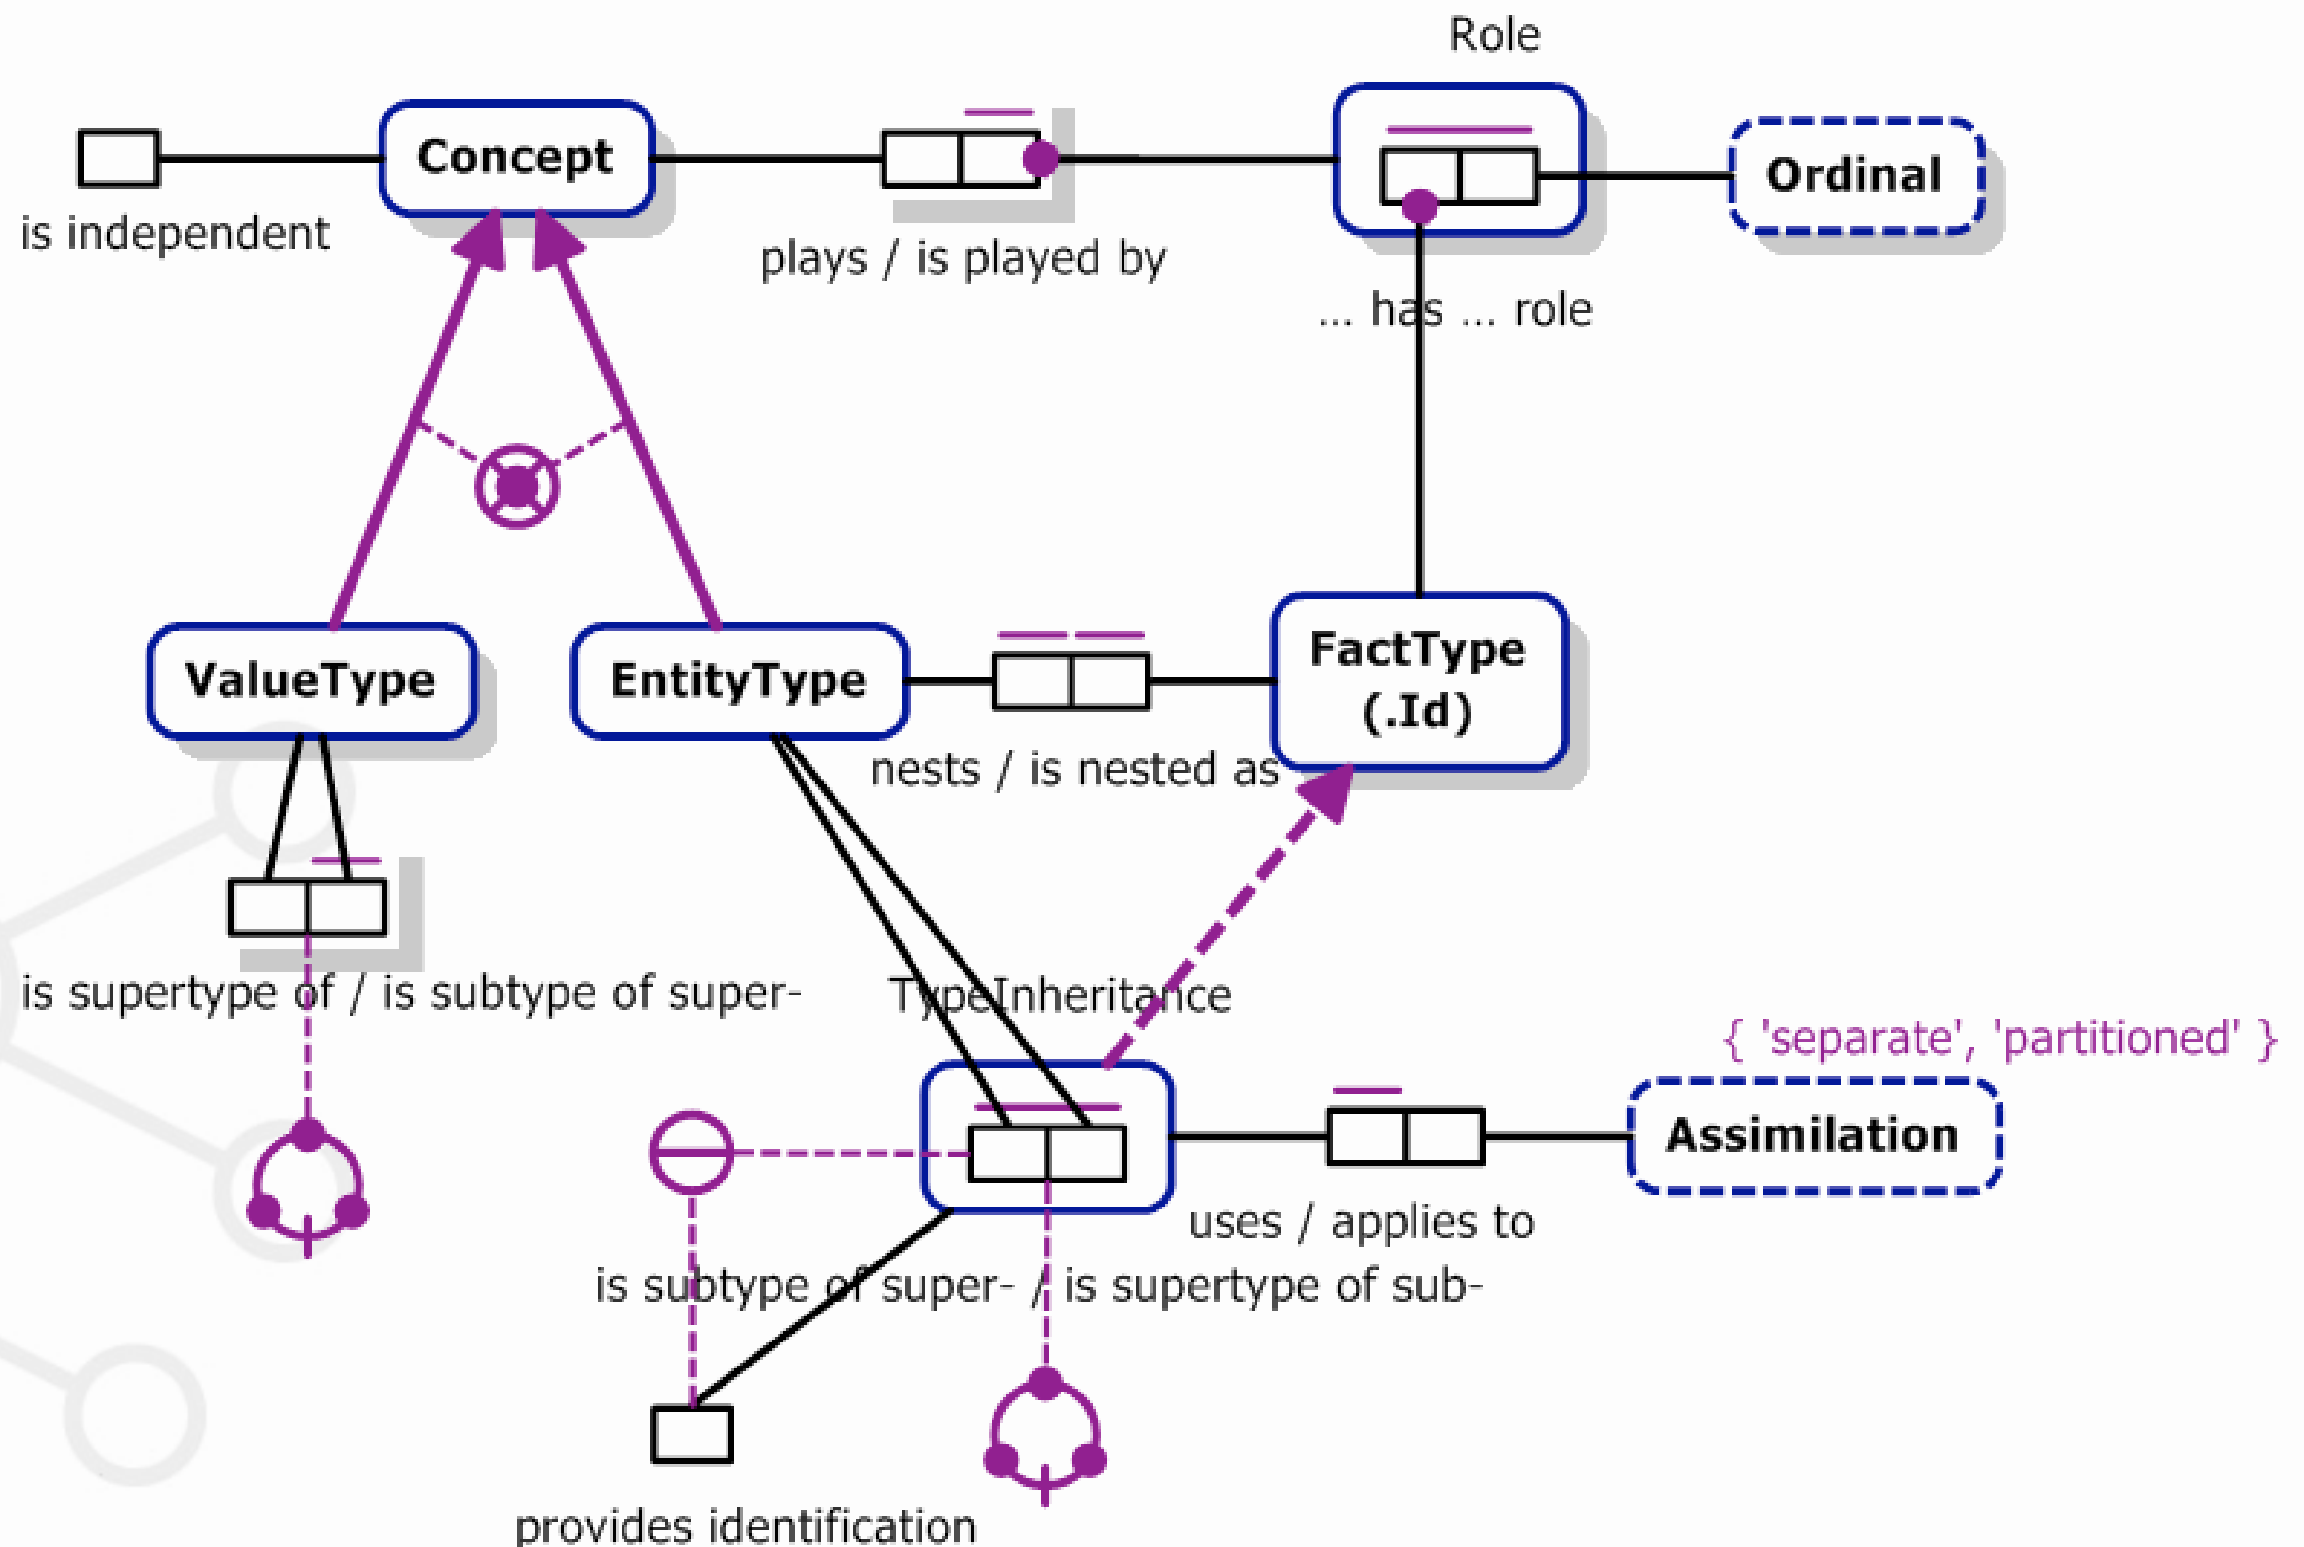 Role
Concept
Ordinal
is independent
plays / is played by
... has ... role
ValueType
EntityType
FactType
(.Id)
nests / is nested as
is supertype of / is subtype of super-
TypeInheritance
{ 'separate', 'partitioned' }
Assimilation
uses / applies to
is subtype of super- / is supertype of sub-
provides identification